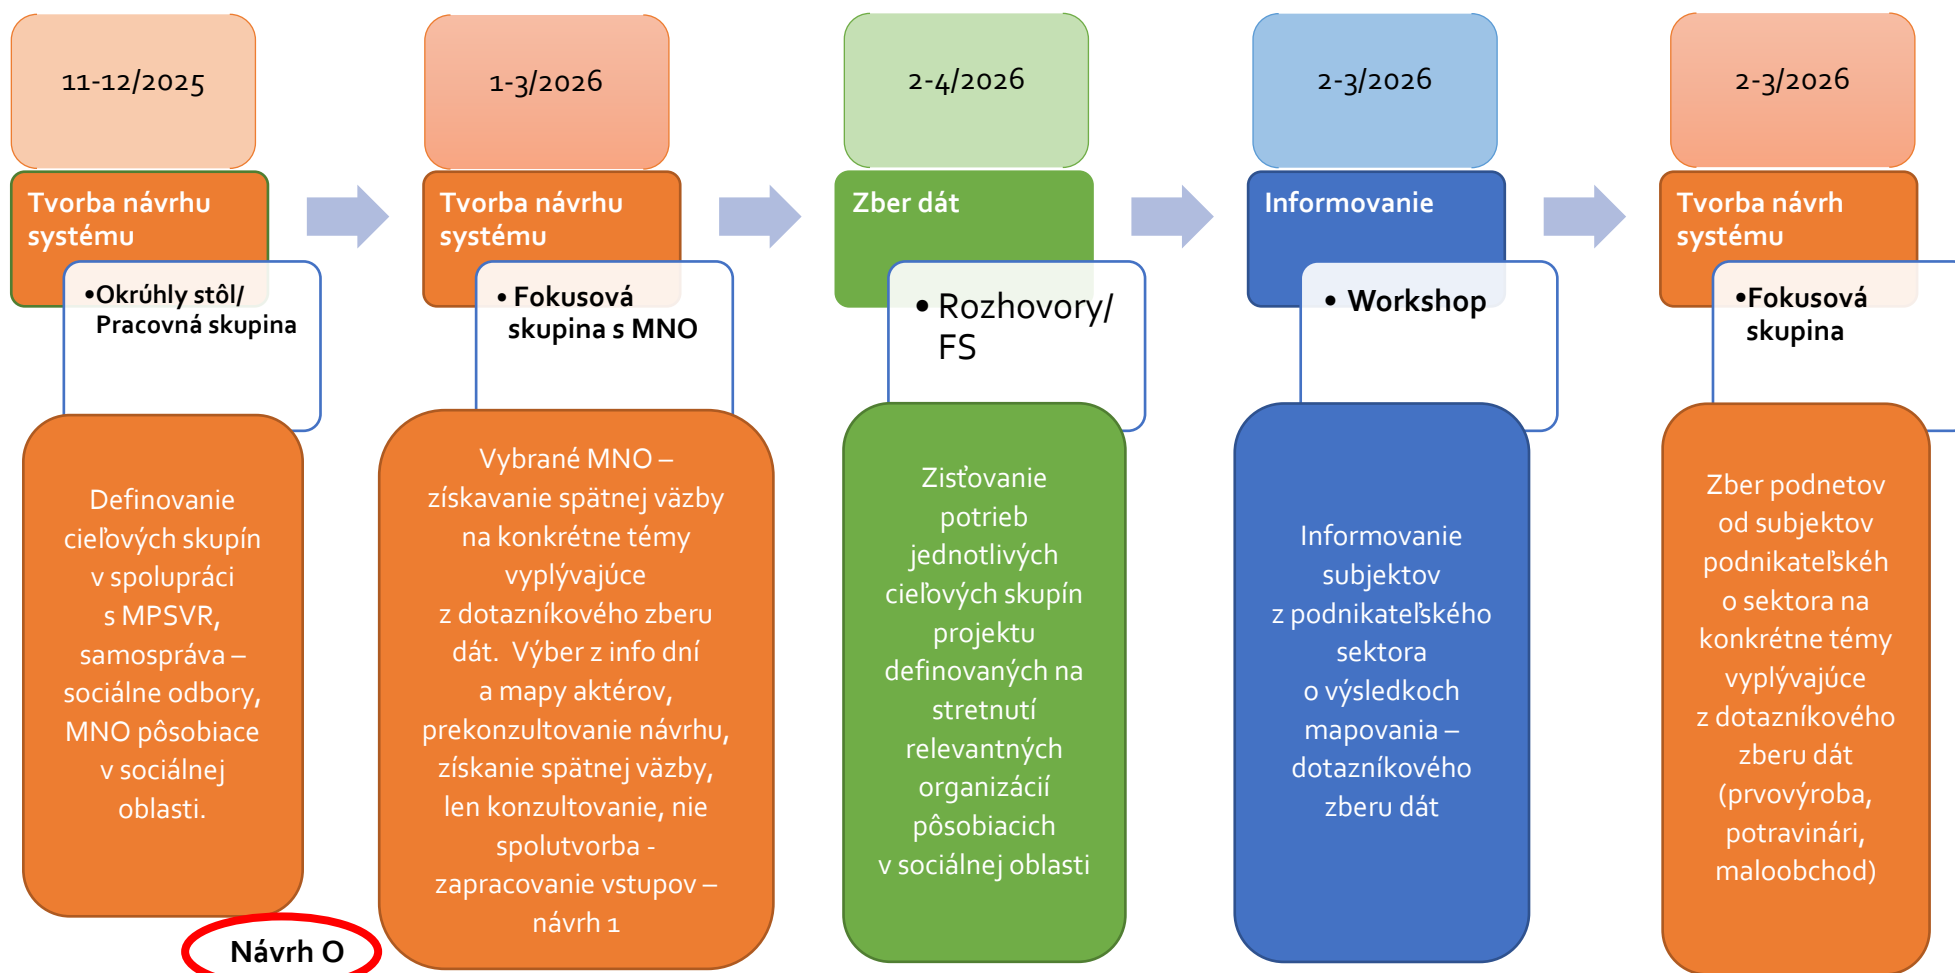 11-12/2025
Tvorba návrhu
systému
•Okrúhly stôl/
Pracovná skupina
Definovanie
cieľových skupín
v spolupráci
s MPSVR,
samospráva –
sociálne odbory,
MNO pôsobiace
v sociálnej
oblasti.
Návrh O
1-3/2026
Tvorba návrhu
systému
• Fokusová
skupina s MNO
Vybrané MNO –
získavanie spätnej väzby
na konkrétne témy
vyplývajúce
z dotazníkového zberu
dát.  Výber z info dní
a mapy aktérov,
prekonzultovanie návrhu,
získanie spätnej väzby,
len konzultovanie, nie
spolutvorba -
zapracovanie vstupov –
návrh 1
2-4/2026
Zber dát
• Rozhovory/
FS
Zisťovanie
potrieb
jednotlivých
cieľových skupín
projektu
definovaných na
stretnutí
relevantných
organizácií
pôsobiacich
v sociálnej oblasti
2-3/2026
Informovanie
• Workshop
Informovanie
subjektov
z podnikateľského
sektora
o výsledkoch
mapovania –
dotazníkového
zberu dát
2-3/2026
Tvorba návrh
systému
•Fokusová
skupina
Zber podnetov
od subjektov
podnikateľskéh
o sektora na
konkrétne témy
vyplývajúce
z dotazníkového
zberu dát
(prvovýroba,
potravinári,
maloobchod)